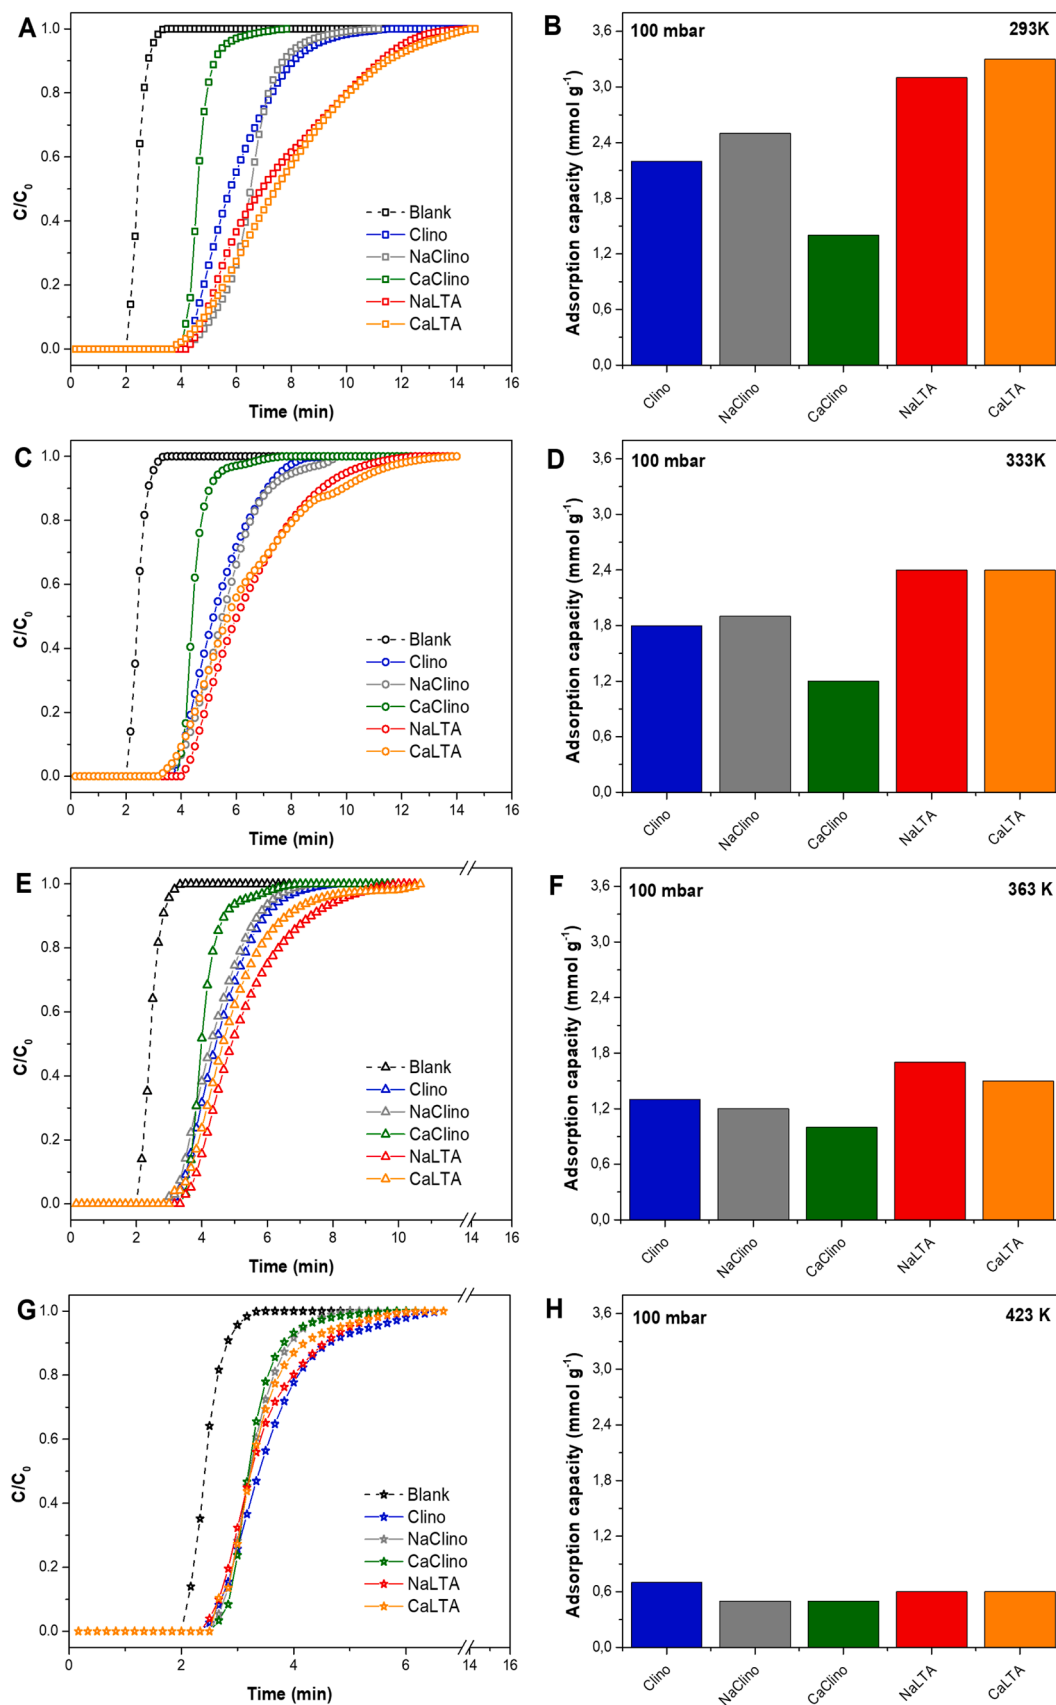 A
1.0
0.8
0.6
0.4
0.2
0.0
C/C0
Blank
Clino
NaClino
CaClino
NaLTA
CaLTA
0 2 4 6 8 10 12 14 16
Time (min)
B
100 mbar
293K
3,6
3,0
2,4
1,8
1,2
0,6
0,0
Adsorption capacity (mmol g-1)
Clino NaClino CaClino NaLTA CaLTA
C
1.0
0.8
0.6
0.4
0.2
0.0
C/C0
Blank
Clino
NaClino
CaClino
NaLTA
CaLTA
0 2 4 6 8 10 12 14 16
Time (min)
D
100 mbar
333K
3,6
3,0
2,4
1,8
1,2
0,6
0,0
Adsorption capacity (mmol g-1)
Clino NaClino CaClino NaLTA CaLTA
E
1.0
0.8
0.6
0.4
0.2
0.0
C/C0
Blank
Clino
NaClino
CaClino
NaLTA
CaLTA
0 2 4 6 8 10 14 16
Time (min)
F
100 mbar
363 K
3,6
3,0
2,4
1,8
1,2
0,6
0,0
Adsorption capacity (mmol g-1)
Clino NaClino CaClino NaLTA CaLTA
G
1.0
0.8
0.6
0.4
0.2
0.0
C/C0
Blank
Clino
NaClino
CaClino
NaLTA
CaLTA
0 2 4 6 14 16
Time (min)
H
100 mbar
423 K
3,6
3,0
2,4
1,8
1,2
0,6
0,0
Adsorption capacity (mmol g-1)
Clino NaClino CaClino NaLTA CaLTA